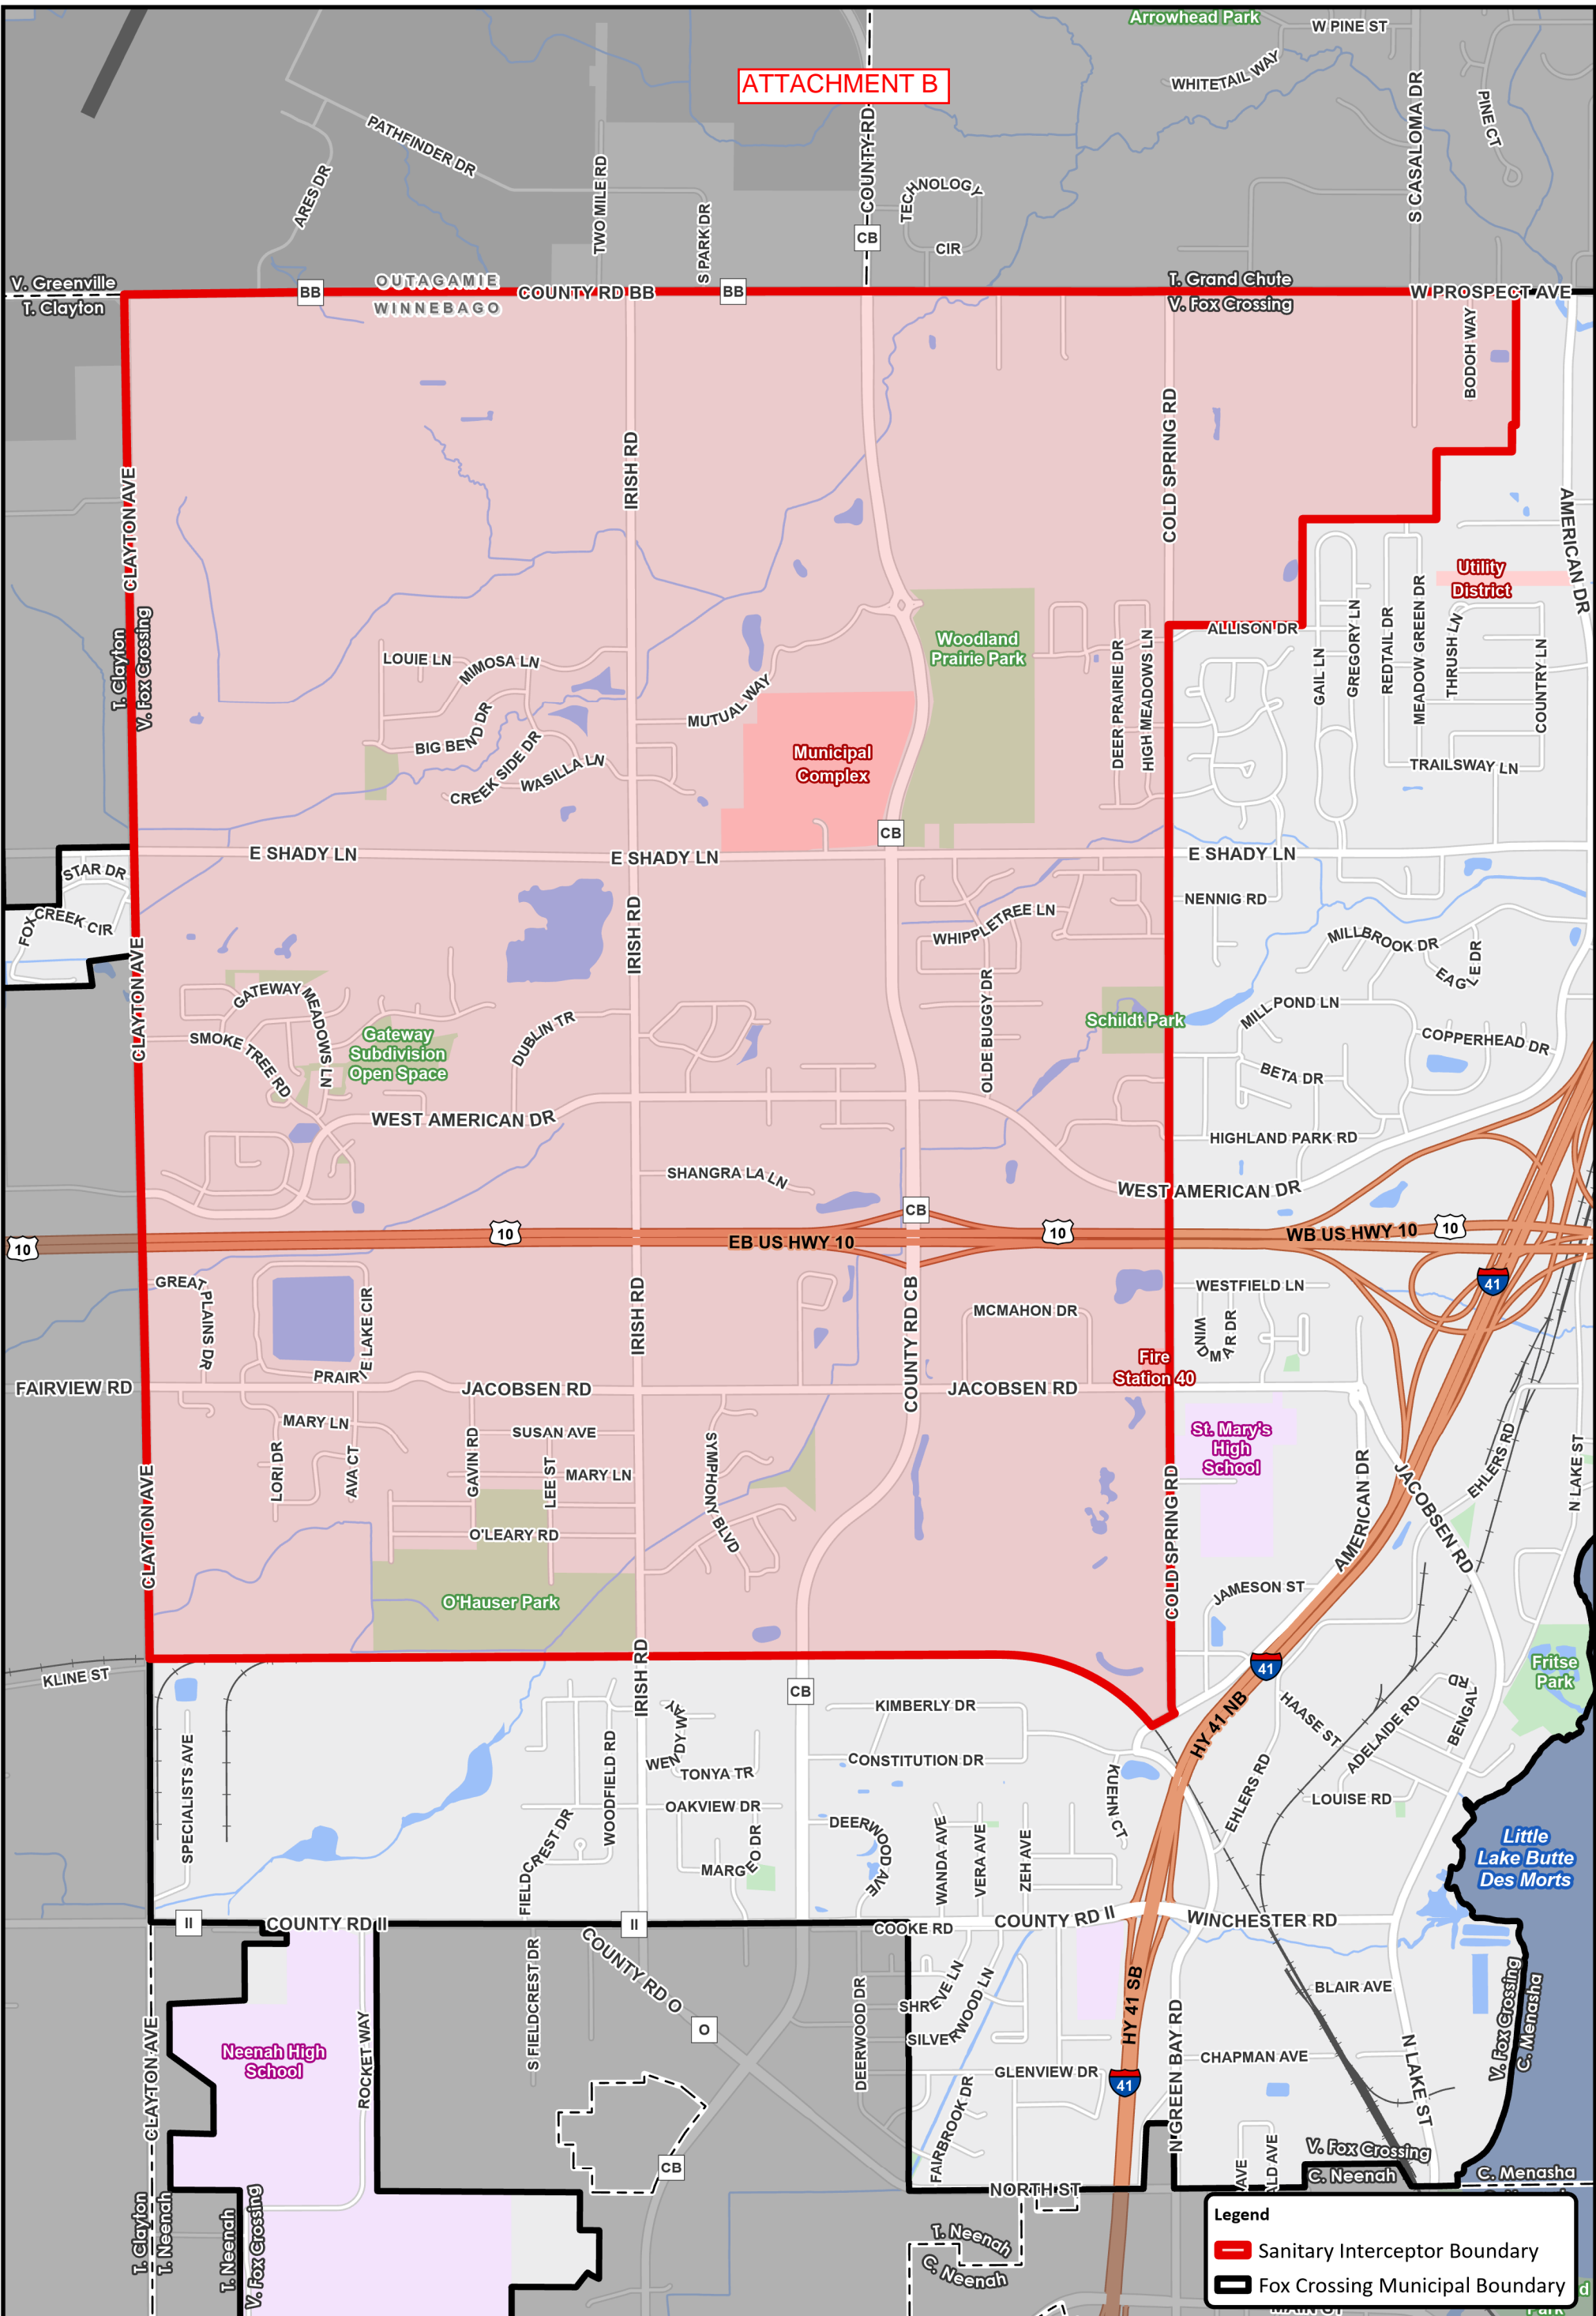 Arrowhead Park
W PINE ST
ATTACHMENT B
WHITETAIL WAY
S CASALOMA DR
PINE CT
PATHFINDER DR
COUNTY RD
ARES DR
TWO MILE RD
S PARK DR
TECHNOLOGY
CIR
CB
V. Greenville
T. Clayton
OUTAGAMIE
WINNEBAGO
BB
COUNTY RD BB
BB
T. Grand Chute
V. Fox Crossing
W PROSPECT AVE
BODOH WAY
CLAYTON AVE
IRISH RD
COLD SPRING RD
AMERICAN DR
Utility
District
T. Clayton
V. Fox Crossing
LOUIE LN
MIMOSA LN
BIG BEND DR
CREEK SIDE DR
WASILLA LN
MUTUAL WAY
Woodland
Prairie Park
Municipal
Complex
DEER PRAIRIE DR
HIGH MEADOWS LN
ALLISON DR
GAIL LN
GREGORY LN
REDTAIL DR
MEADOW GREEN DR
THRUSH LN
COUNTRY LN
TRAILSWAY LN
CB
E SHADY LN
E SHADY LN
E SHADY LN
STAR DR
FOX CREEK CIR
NENNIG RD
WHIPPLETREE LN
MILLBROOK DR
EAGLE DR
CLAYTON AVE
IRISH RD
GATEWAY MEADOWS LN
SMOKE TREE RD
Gateway
Subdivision
Open Space
DUBLIN TR
OLDE BUGGY DR
Schildt Park
MILL POND LN
COPPERHEAD DR
BETA DR
WEST AMERICAN DR
HIGHLAND PARK RD
SHANGRA LA LN
WEST AMERICAN DR
CB
10
10
EB US HWY 10
10
WB US HWY 10
10
GREAT PLAINS DR
PRAIRIE LAKE CIR
IRISH RD
COUNTY RD CB
MCMAHON DR
WESTFIELD LN
WINDMAR DR
41
Fire
Station 40
FAIRVIEW RD
JACOBSEN RD
JACOBSEN RD
MARY LN
LORI DR
AVA CT
GAVIN RD
SUSAN AVE
LEE ST
MARY LN
SYMPHONY BLVD
St. Mary's
High
School
CLAYTON AVE
COLD SPRING RD
AMERICAN DR
JACOBSEN RD
EHLERS RD
N LAKE ST
O'LEARY RD
O'Hauser Park
JAMESON ST
KLINE ST
IRISH RD
CB
41
Fritse
Park
KIMBERLY DR
HY 41 NB
HAASE ST
ADELAIDE RD
BENGAL RD
SPECIALISTS AVE
WOODFIELD RD
WENDY WAY
TONYA TR
CONSTITUTION DR
KUEHN CT
EHLERS RD
LOUISE RD
OAKVIEW DR
FIELDCREST DR
MARGEO DR
DEERWOOD AVE
WANDA AVE
VERA AVE
ZEH AVE
Little
Lake Butte
Des Morts
II
COUNTY RD II
II
COOKE RD
COUNTY RD II
WINCHESTER RD
COUNTY RD O
S FIELDCREST DR
O
DEERWOOD DR
SHREVE LN
SILVERWOOD LN
HY 41 SB
BLAIR AVE
V. Fox Crossing
C. Menasha
Neenah High
School
ROCKET WAY
CLAYTON AVE
GLENVIEW DR
41
N GREEN BAY RD
CHAPMAN AVE
N LAKE ST
FAIRBROOK DR
CB
NORTH ST
AVE
LD AVE
V. Fox Crossing
C. Neenah
C. Menasha
T. Clayton
T. Neenah
T. Neenah
V. Fox Crossing
T. Neenah
C. Neenah
Legend
Sanitary Interceptor Boundary
Fox Crossing Municipal Boundary